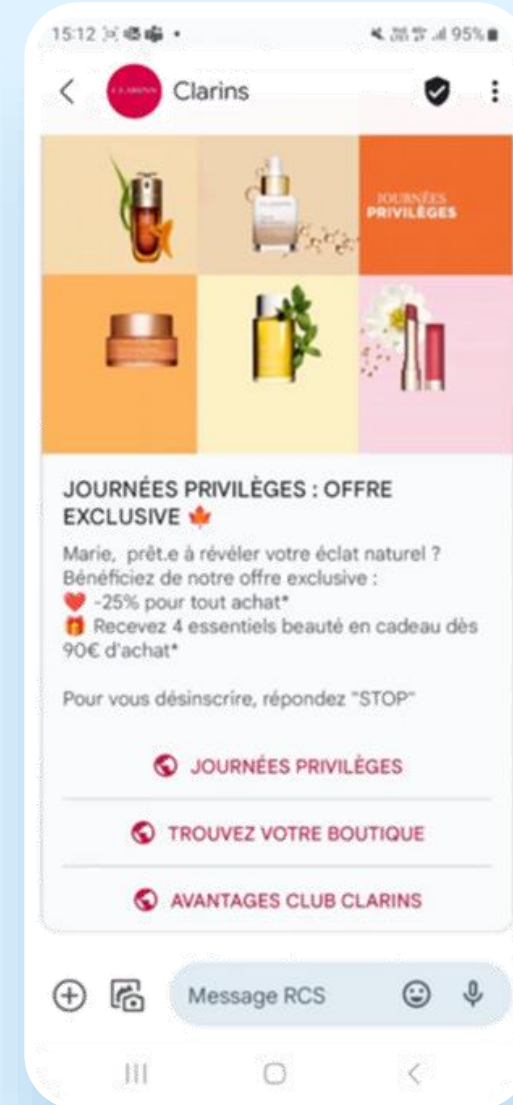 15:12
95%
CLARINS
Clarins
JOURNÉES
PRIVILÈGES
JOURNÉES PRIVILÈGES : OFFRE
EXCLUSIVE 🍁
Marie, prêt.e à révéler votre éclat naturel ?
Bénéficiez de notre offre exclusive :
❤️ -25% pour tout achat*
🎁 Recevez 4 essentiels beauté en cadeau dès
90€ d'achat*
Pour vous désinscrire, répondez "STOP"
JOURNÉES PRIVILÈGES
TROUVEZ VOTRE BOUTIQUE
AVANTAGES CLUB CLARINS
Message RCS